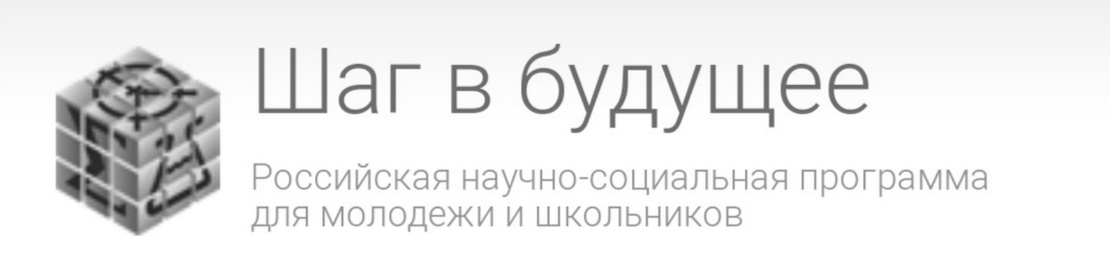 Шаг в будущее
Российская научно-социальная программа
для молодежи и школьников